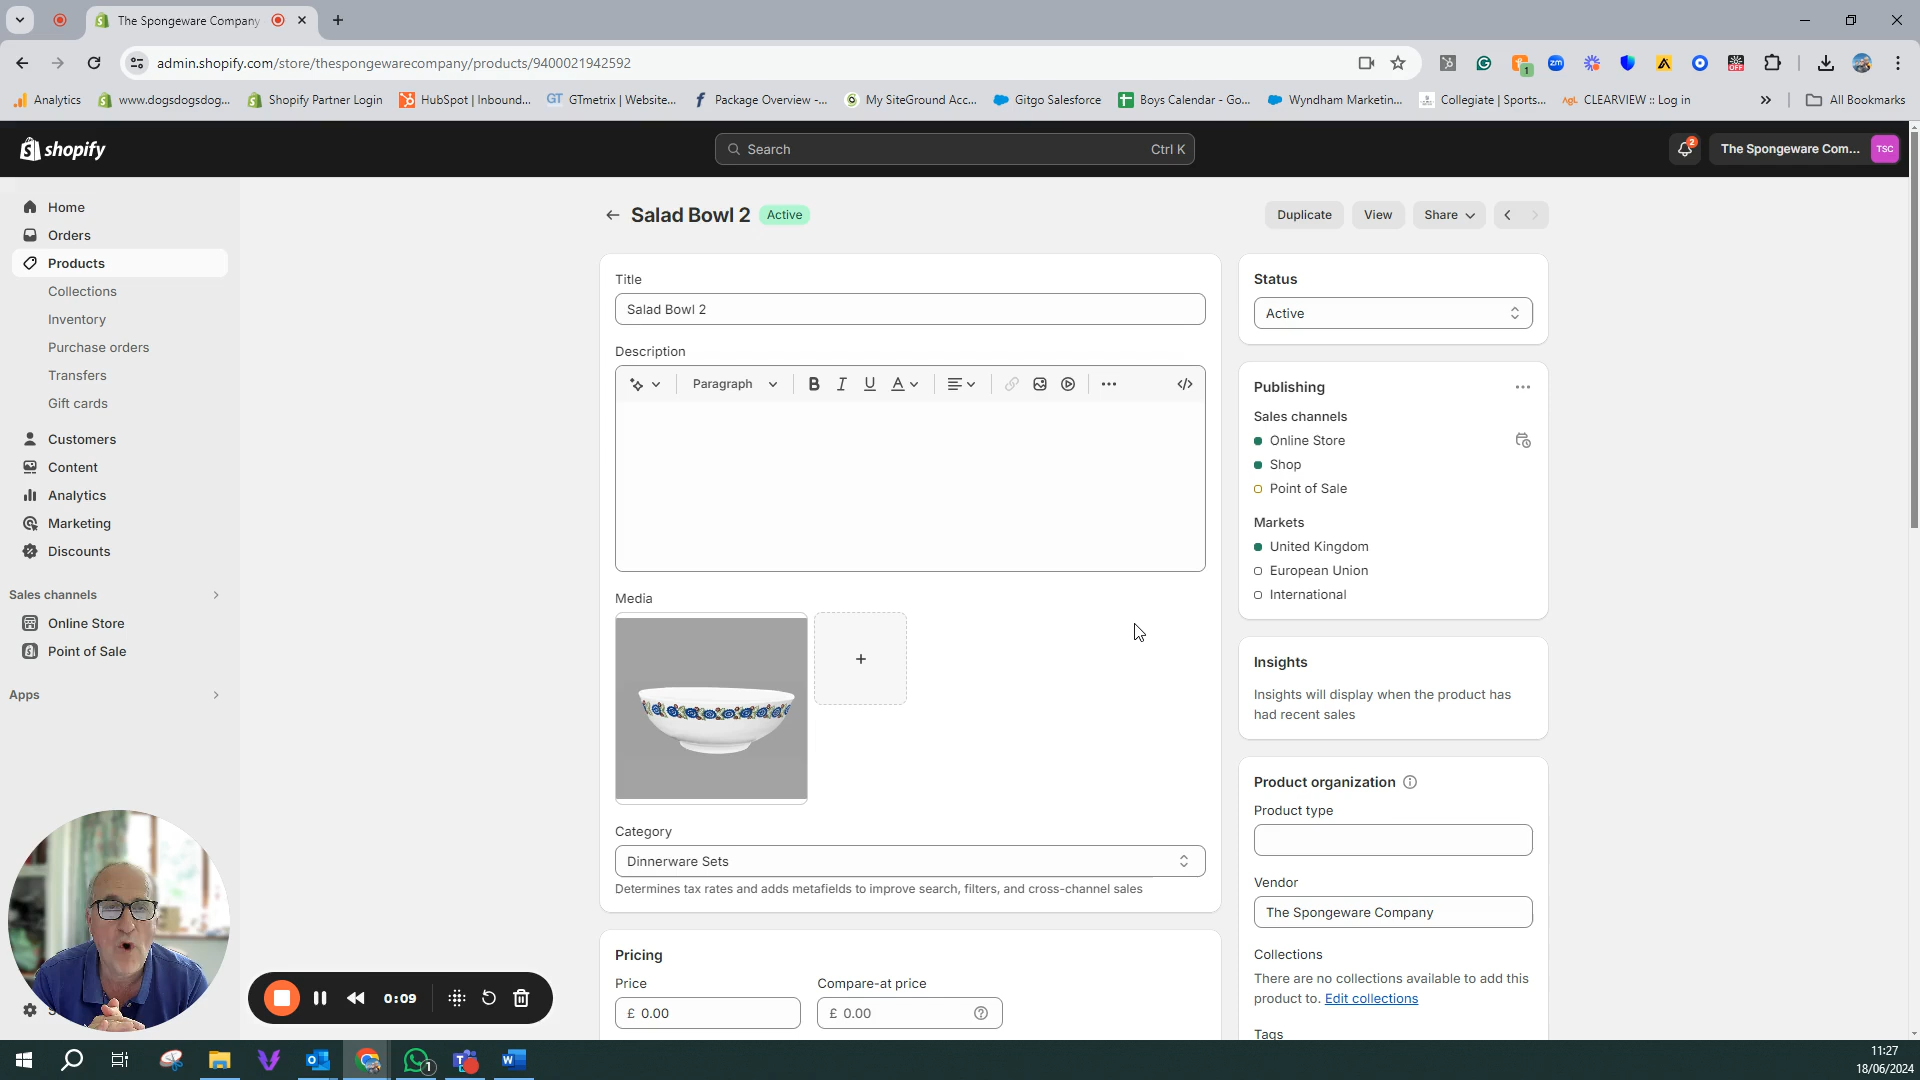 The Spongeware Company
admin.shopify.com/store/thespongewarecompany/products/9400021942592
1
zm
OFF
Analytics
www.dogsdogsdog...
Shopify Partner Login
HubSpot | Inbound...
GT GTmetrix | Website...
Package Overview -...
My SiteGround Acc...
Gitgo Salesforce
Boys Calendar - Go...
Wyndham Marketin...
Collegiate | Sports...
AgL CLEARVIEW :: Log in
All Bookmarks
shopify
Search
Ctrl K
2
The Spongeware Com...
TSC
Home
Orders
Products
Collections
Inventory
Purchase orders
Transfers
Gift cards
Customers
Content
Analytics
Marketing
Discounts
Sales channels
Online Store
Point of Sale
Apps
Salad Bowl 2
Active
Duplicate
View
Share
Title
Salad Bowl 2
Description
Paragraph
B
I
U
A
Media
Category
Dinnerware Sets
Determines tax rates and adds metafields to improve search, filters, and cross-channel sales
Pricing
Price
£ 0.00
Compare-at price
£ 0.00
Status
Active
Publishing
Sales channels
Online Store
Shop
Point of Sale
Markets
United Kingdom
European Union
International
Insights
Insights will display when the product has
had recent sales
Product organization
Product type
Vendor
The Spongeware Company
Collections
There are no collections available to add this
product to. Edit collections
Tags
0:09
1
11:27
18/06/2024